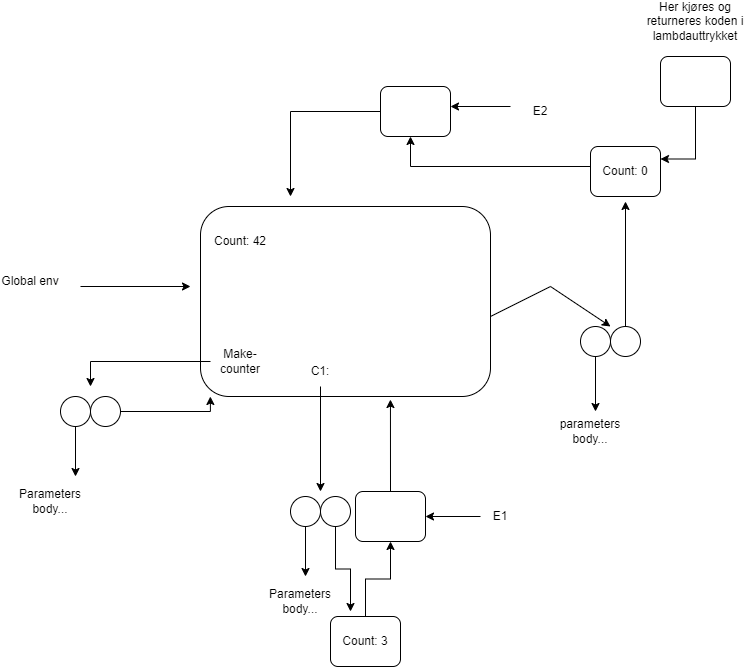 Her kjøres og
returneres koden i
lambdauttrykket
E2
Count: 0
Count: 42
Global env
Make-
counter
C1:
parameters
body...
Parameters
body...
E1
Parameters
body...
Count: 3